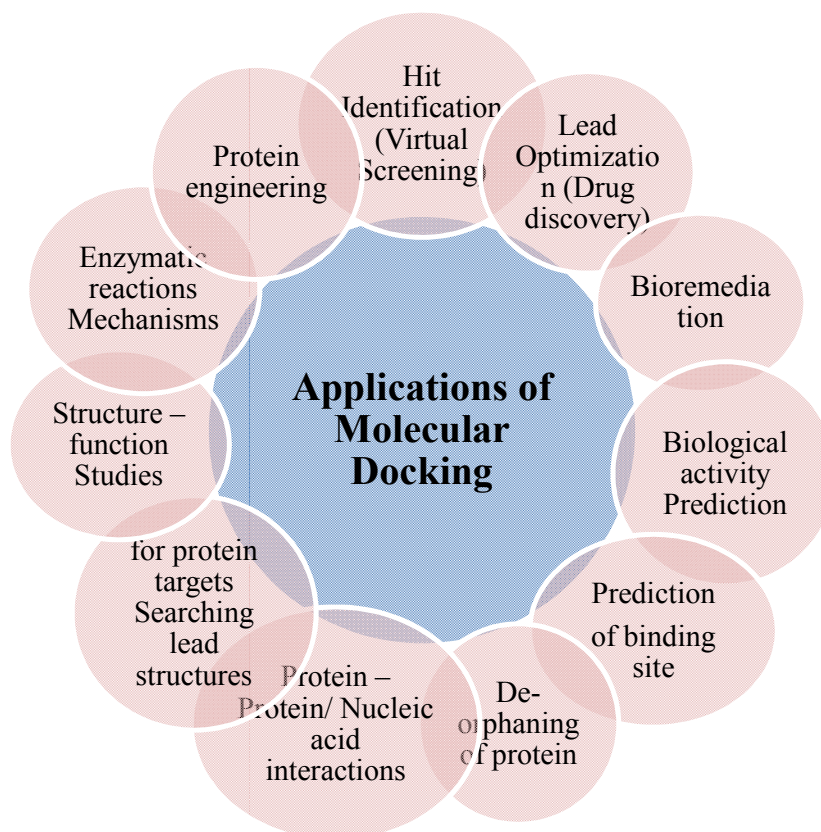 Hit
Identification
(Virtual
Screening)
Lead
Optimizatio
n (Drug
discovery)
Bioremedia
tion
Biological
activity
Prediction
Prediction
of binding
site
De-
orphaning
of protein
Protein –
Protein/ Nucleic
acid
interactions
for protein
targets
Searching
lead
structures
Structure –
function
Studies
Enzymatic
reactions
Mechanisms
Protein
engineering
Applications of
Molecular
Docking